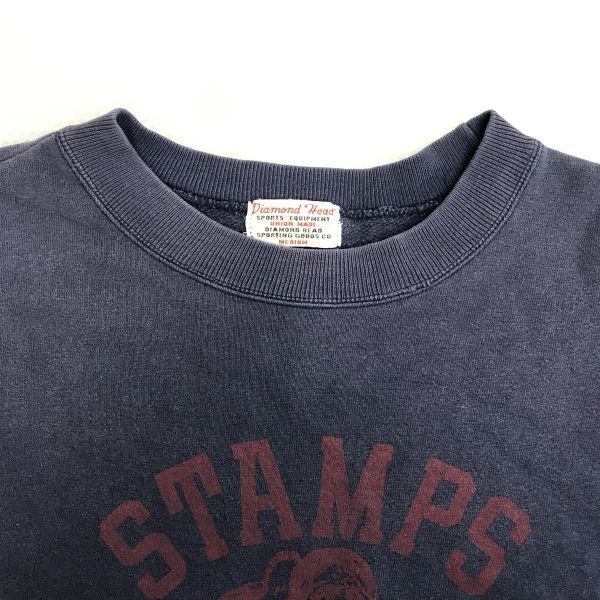 Diamond Head
SPORTS EQUIPMENT
UNION MADE
DIAMOND HEAD
SPORTING GOODS CO
MEDIUM
STAMPS